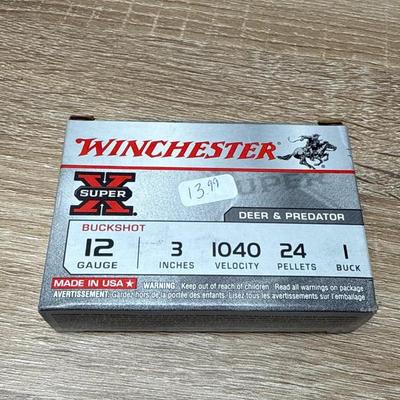 WINCHESTER
SUPER X
13.99
DEER & PREDATOR
BUCKSHOT
12 3 1040 24 1
GAUGE INCHES VELOCITY PELLETS BUCK
MADE IN USA WARNING: Keep out of reach of children. Read all warnings on package.
AVERTISSEMENT: Gardez hors de la portée des enfants. Lisez tous les avertissements sur l'emballage